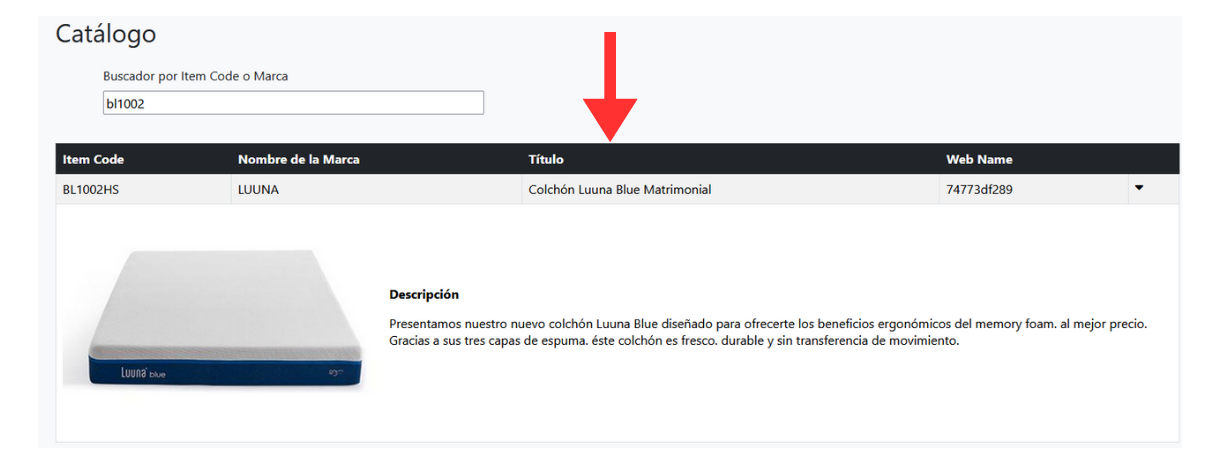 Catálogo
Buscador por Item Code o Marca
bl1002
Item Code Nombre de la Marca Título Web Name
BL1002HS LUUNA Colchón Luuna Blue Matrimonial 74773df289
Descripción
Presentamos nuestro nuevo colchón Luuna Blue diseñado para ofrecerte los beneficios ergonómicos del memory foam. al mejor precio.
Gracias a sus tres capas de espuma. éste colchón es fresco. durable y sin transferencia de movimiento.
Luuna blue